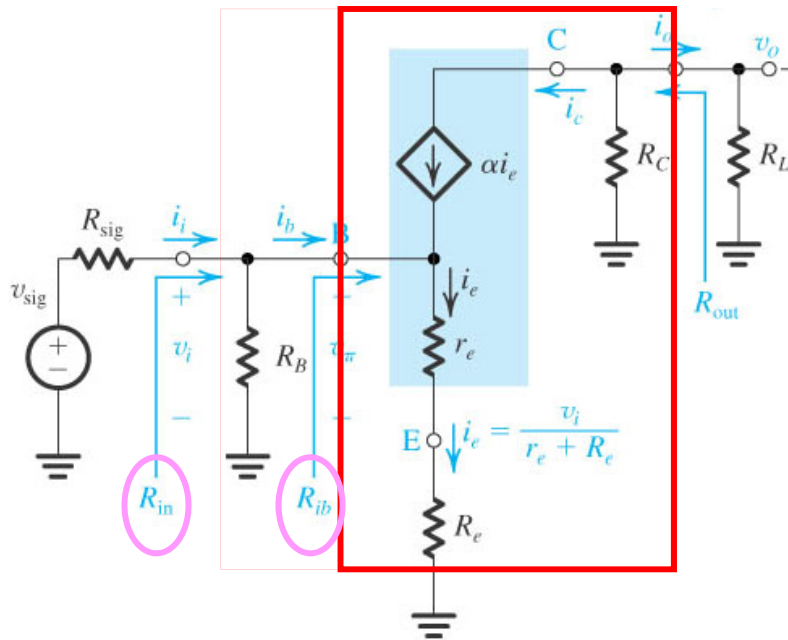 C
i_o
v_o
i_c
αi_e
R_C
R_L
R_sig
i_i
i_b
B
v_sig
+
−
+
v_i
−
R_B
−
v_π
−
i_e
r_e
R_out
E
i_e = v_i / (r_e + R_e)
R_in
R_ib
R_e